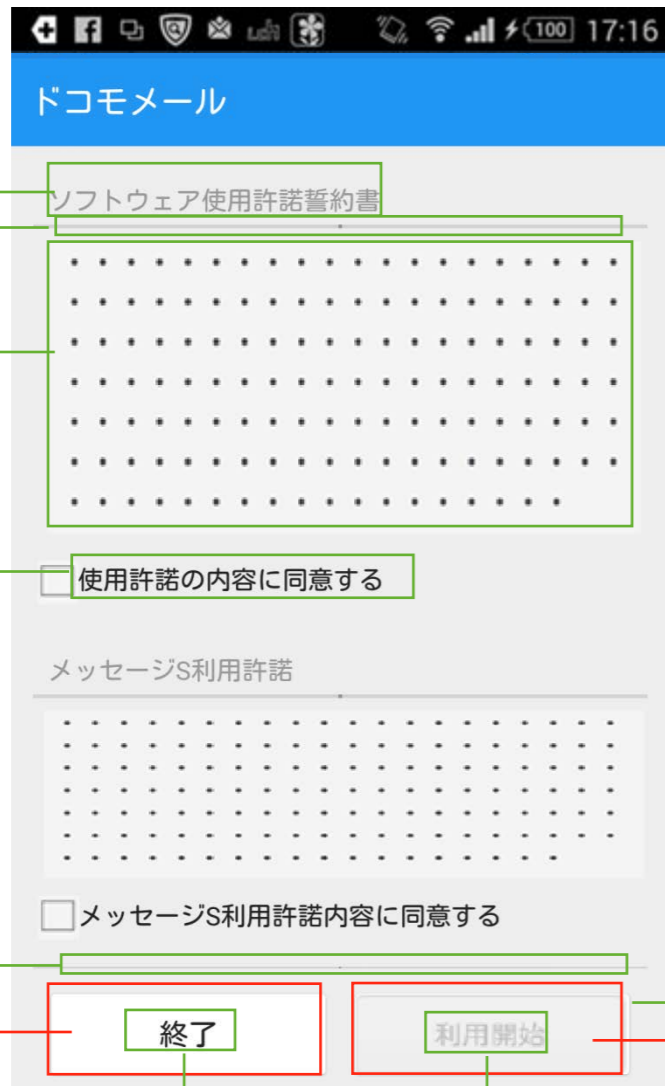 100 17:16
ドコモメール
ソフトウェア使用許諾誓約書
使用許諾の内容に同意する
メッセージS利用許諾
メッセージS利用許諾内容に同意する
終了 利用開始